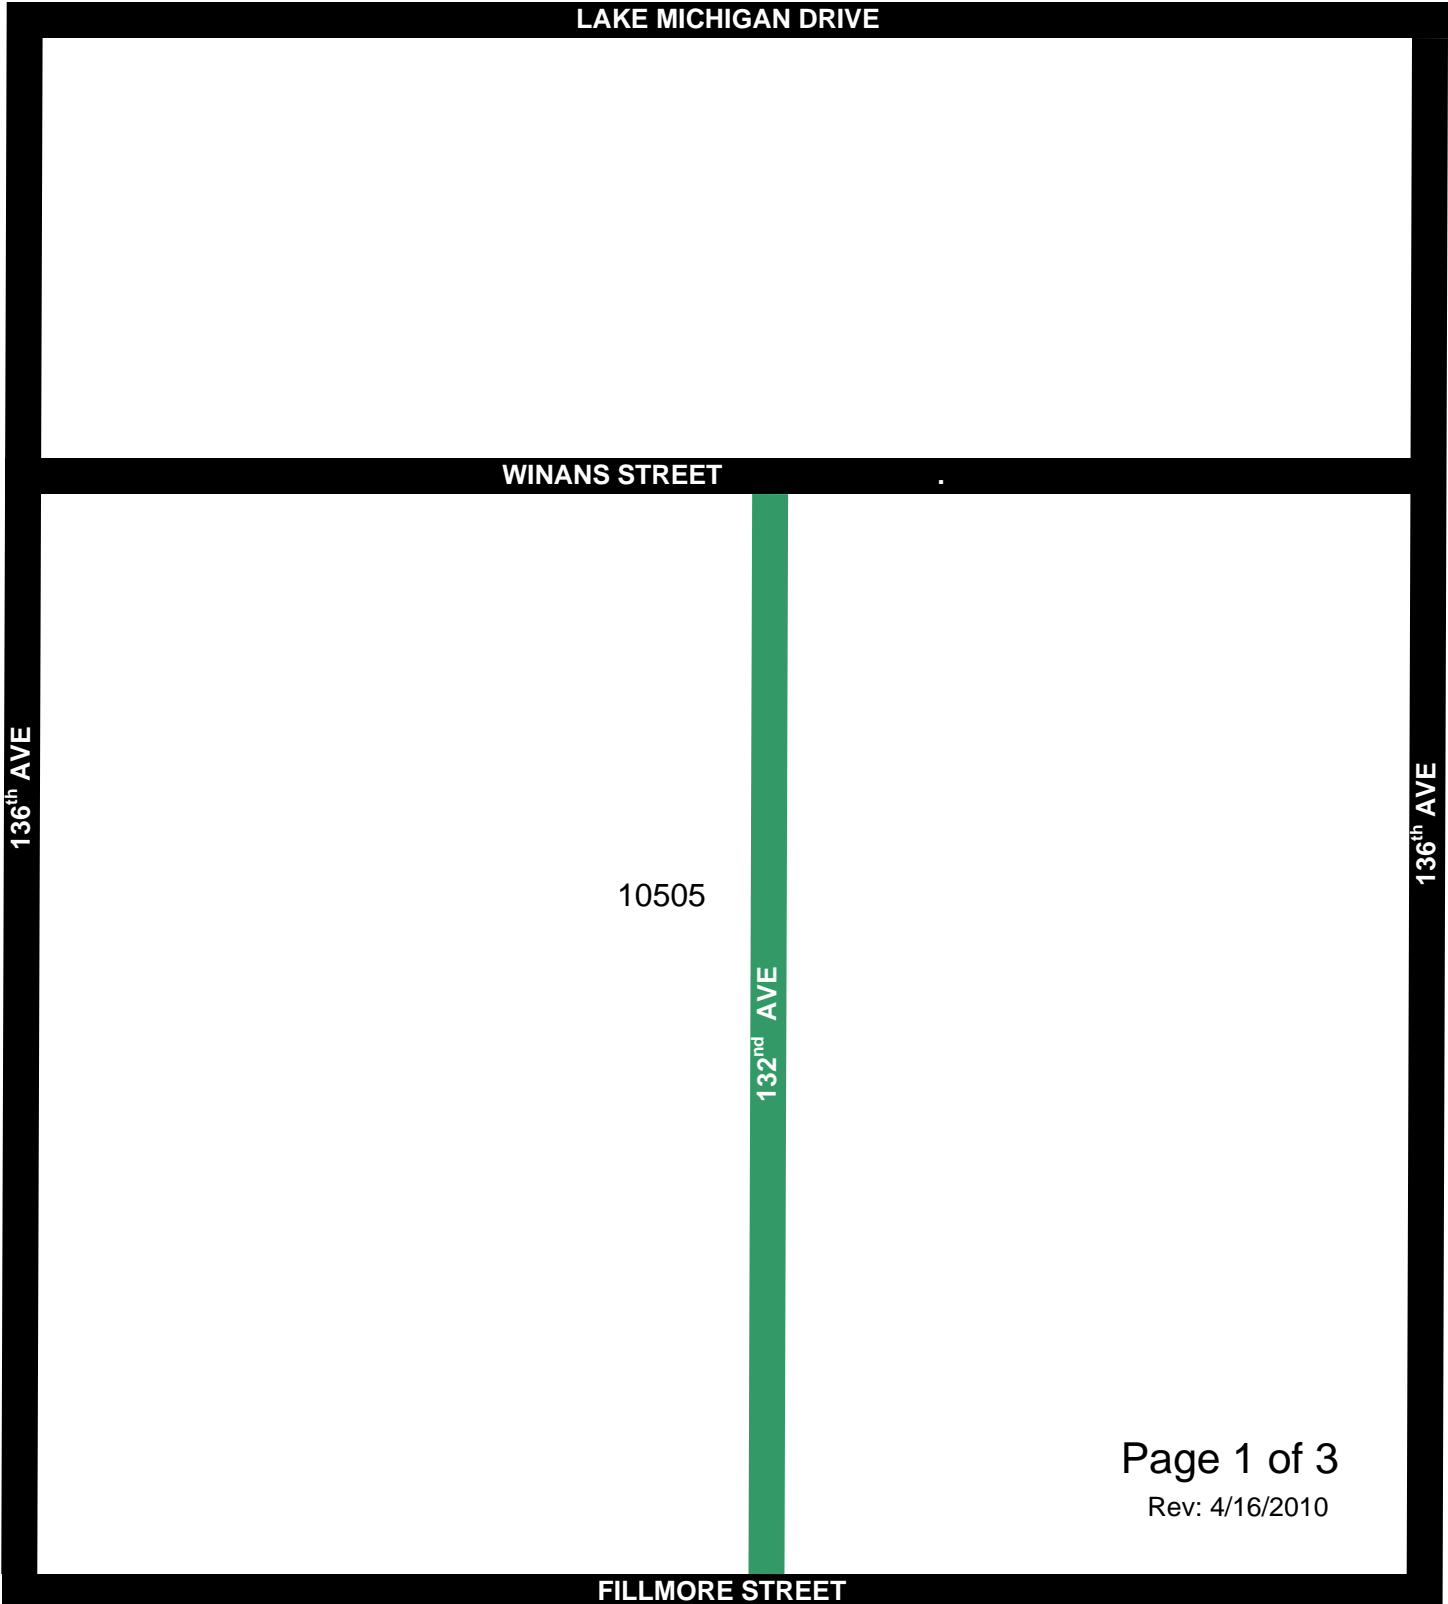 LAKE MICHIGAN DRIVE
WINANS STREET .
136th AVE
136th AVE
10505
132nd AVE
Page 1 of 3
Rev: 4/16/2010
FILLMORE STREET